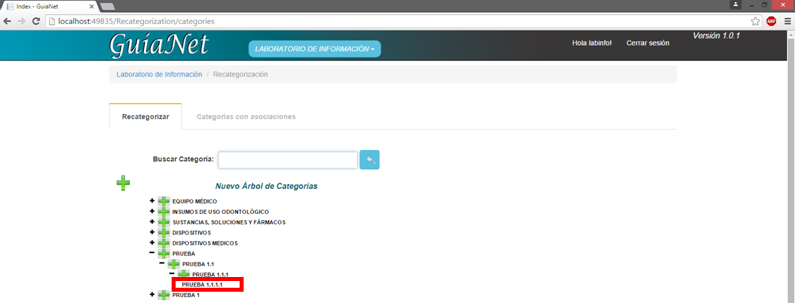 Index - GuiaNet
localhost:49835/Recategorization/categories
ABP
GuíaNet
LABORATORIO DE INFORMACIÓN
Hola labinfo!
Cerrar sesión
Versión 1.0.1
Laboratorio de Información / Recategorización
Recategorizar
Categorías con asociaciones
Buscar Categoría:
Nuevo Árbol de Categorías
EQUIPO MÉDICO
INSUMOS DE USO ODONTOLÓGICO
SUSTANCIAS, SOLUCIONES Y FÁRMACOS
DISPOSITIVOS
DISPOSITIVOS MEDICOS
PRUEBA
PRUEBA 1.1
PRUEBA 1.1.1
PRUEBA 1.1.1.1
PRUEBA 1